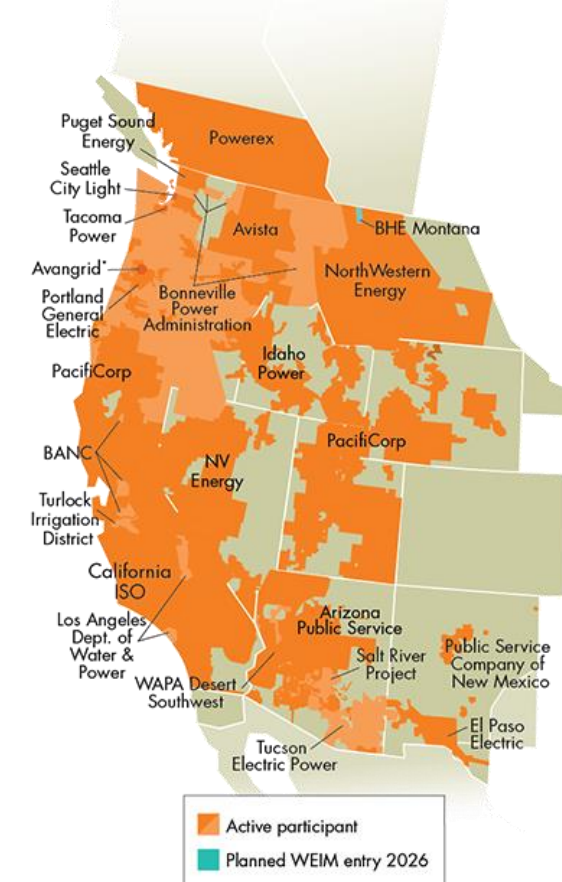 Puget Sound
Energy
Powerex
Seattle
City Light
Tacoma
Power
Avista
BHE Montana
Avangrid*
NorthWestern
Energy
Portland
General
Electric
Bonneville
Power
Administration
Idaho
Power
PacifiCorp
BANC
NV
Energy
PacifiCorp
Turlock
Irrigation
District
California
ISO
Los Angeles
Dept. of
Water &
Power
Arizona
Public Service
Salt River
Project
Public Service
Company of
New Mexico
WAPA Desert
Southwest
El Paso
Electric
Tucson
Electric Power
Active participant
Planned WEIM entry 2026